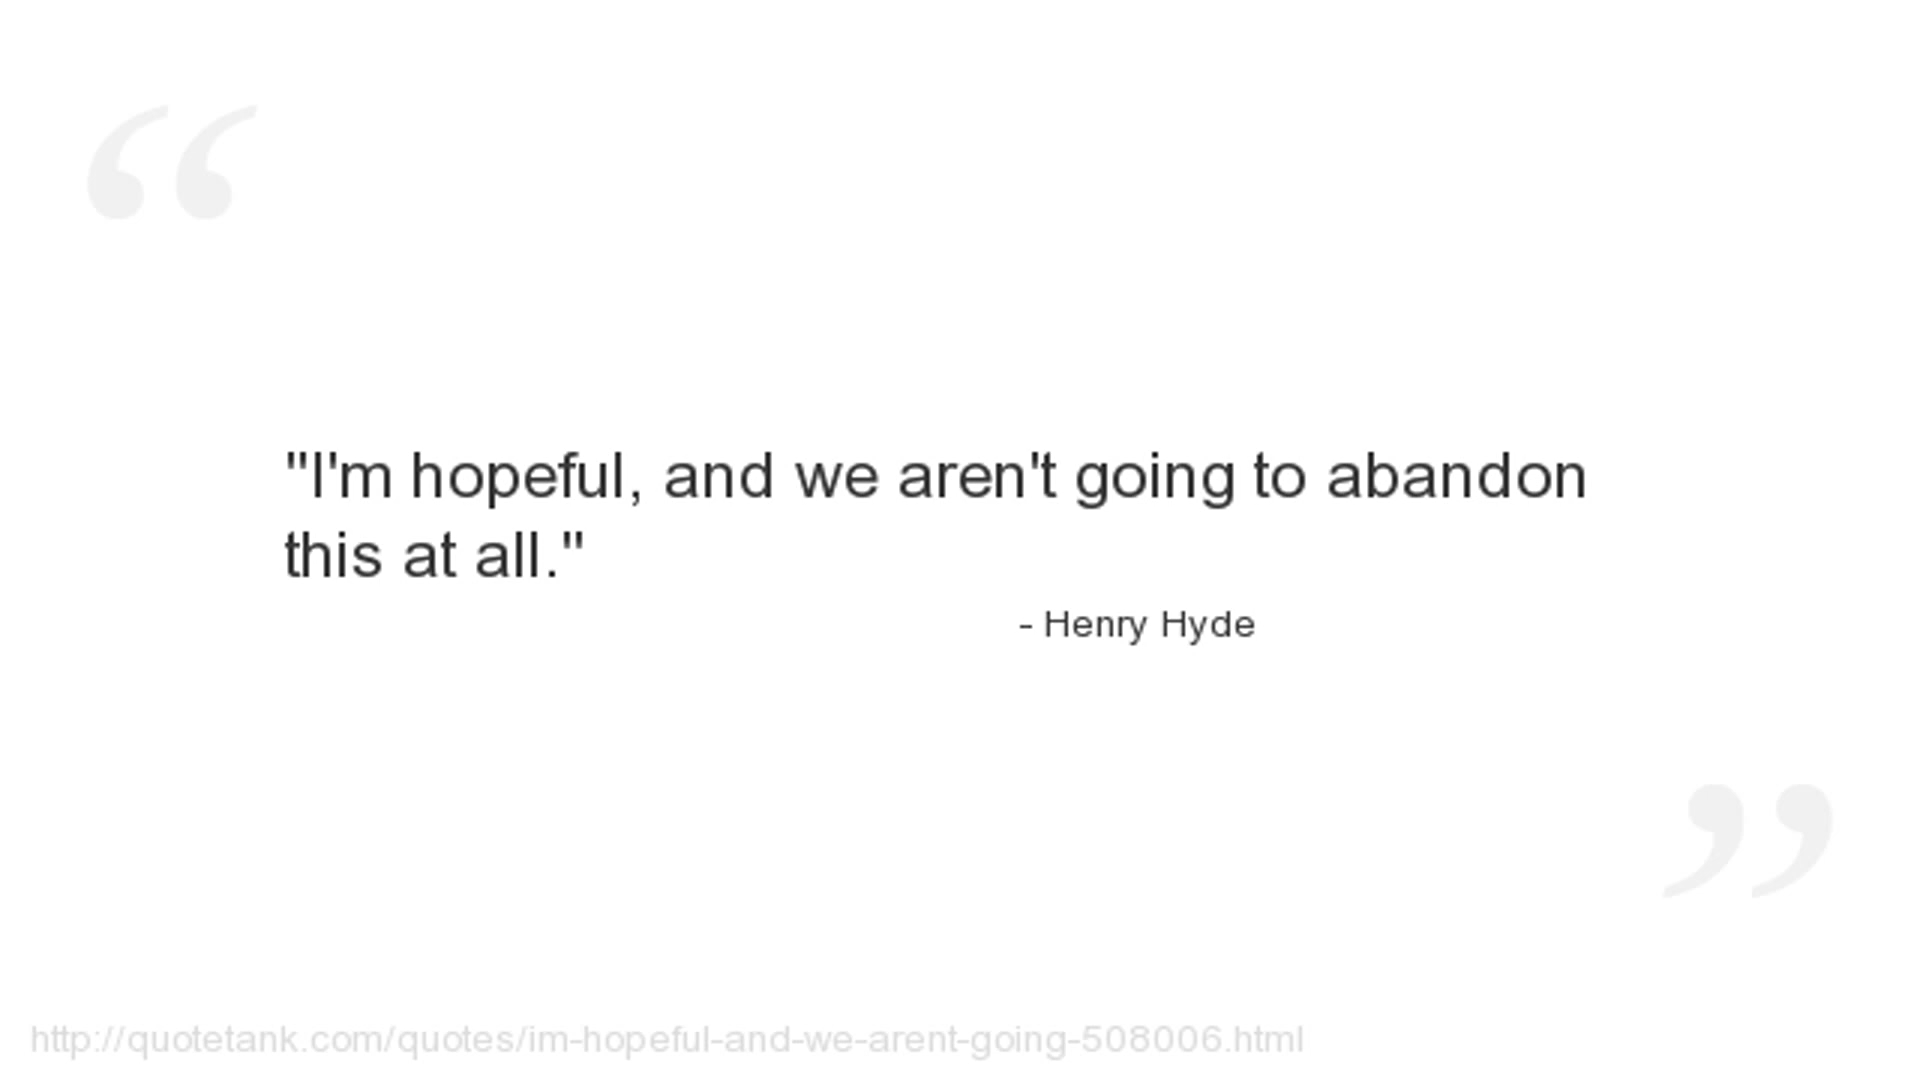 "I'm hopeful, and we aren't going to abandon
this at all."
- Henry Hyde
http://quotetank.com/quotes/im-hopeful-and-we-arent-going-508006.html